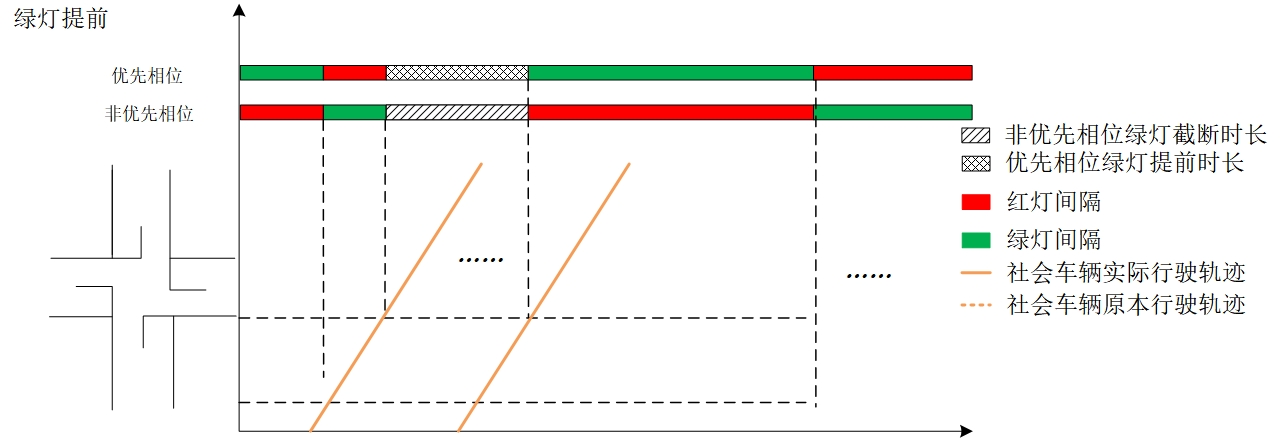 绿灯提前
优先相位
非优先相位
非优先相位绿灯截断时长
优先相位绿灯提前时长
红灯间隔
绿灯间隔
社会车辆实际行驶轨迹
社会车辆原本行驶轨迹
……
……